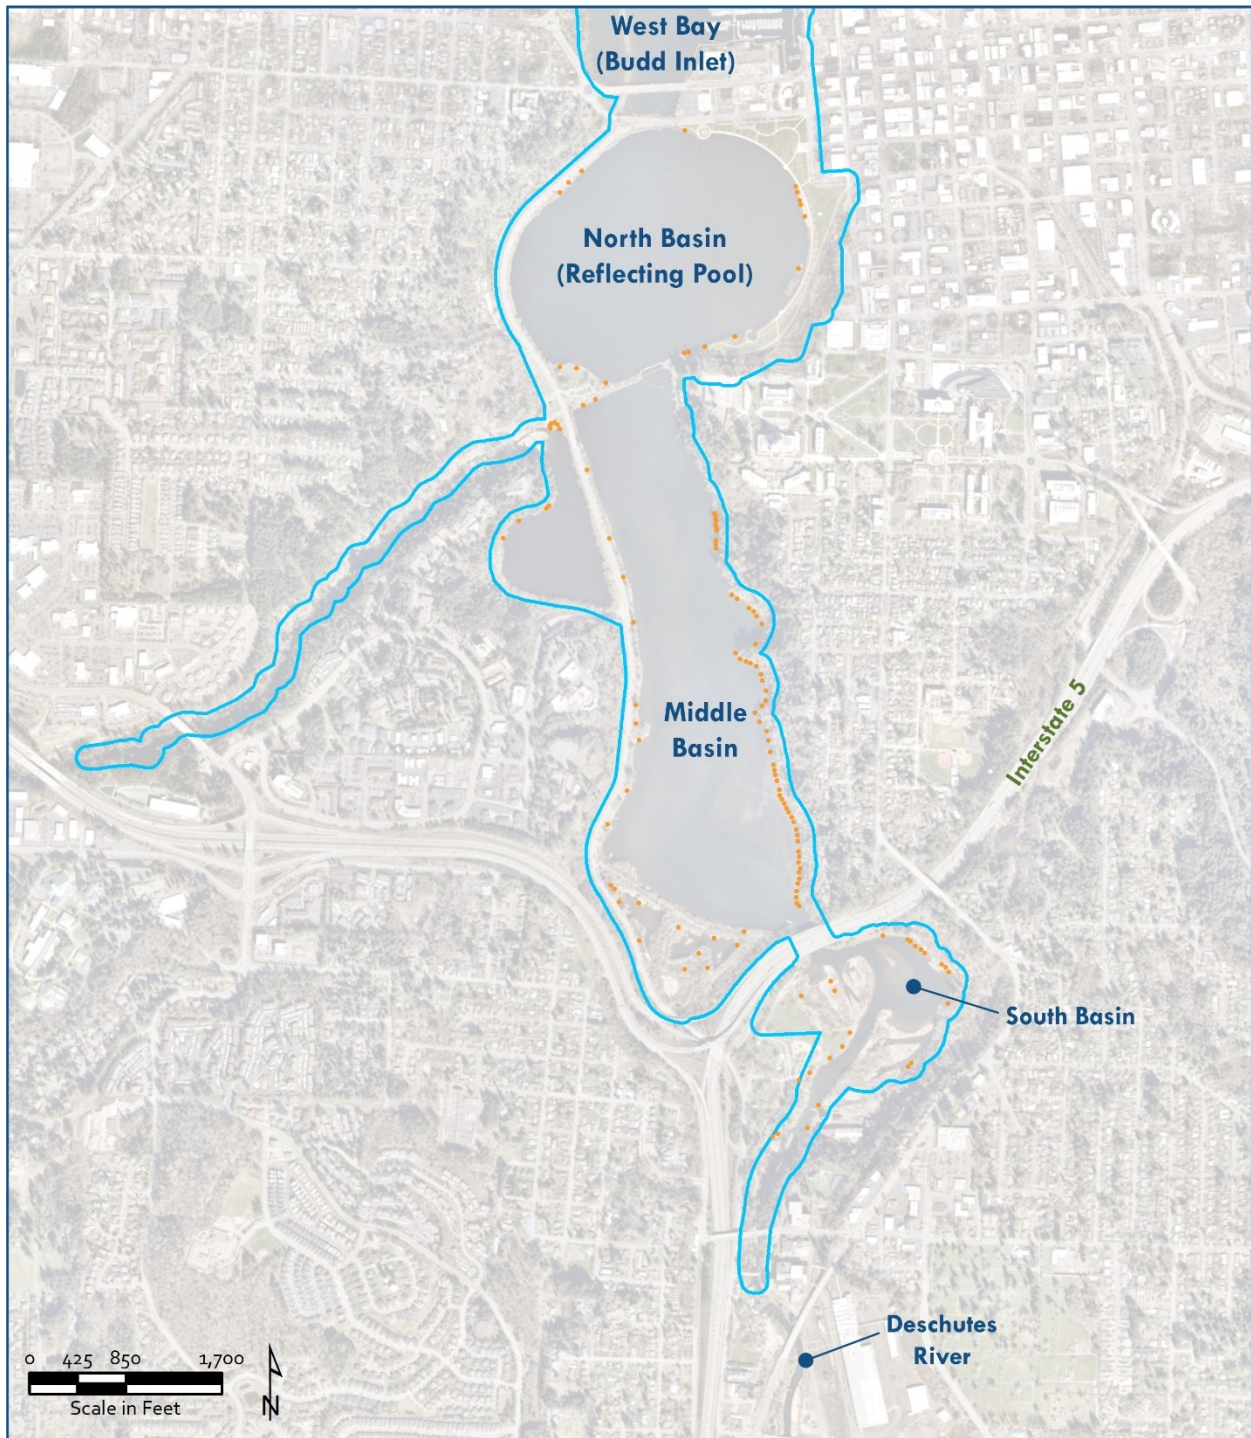 West Bay
(Budd Inlet)
North Basin
(Reflecting Pool)
Middle
Basin
Interstate 5
South Basin
Deschutes
River
0 425 850 1,700
Scale in Feet
N